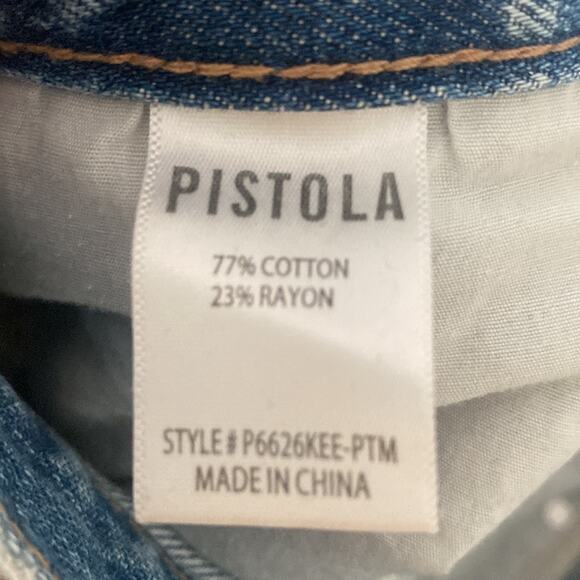 PISTOLA
77% COTTON
23% RAYON
STYLE# P6626KEE-PTM
MADE IN CHINA